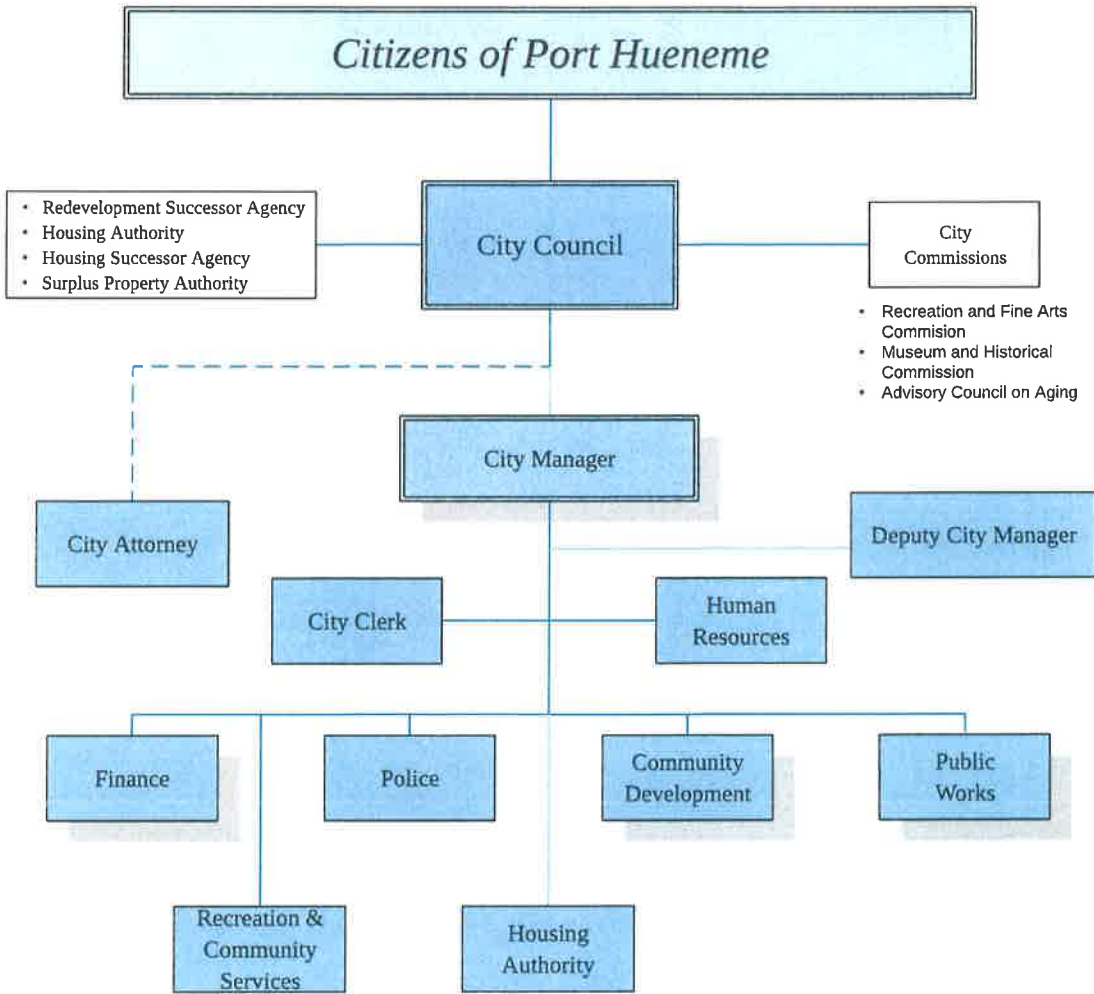 Citizens of Port Hueneme
• Redevelopment Successor Agency
• Housing Authority
• Housing Successor Agency
• Surplus Property Authority
City Council
City
Commissions
• Recreation and Fine Arts
Commision
• Museum and Historical
Commission
• Advisory Council on Aging
City Manager
City Attorney
Deputy City Manager
City Clerk
Human
Resources
Finance
Police
Community
Development
Public
Works
Recreation &
Community
Services
Housing
Authority